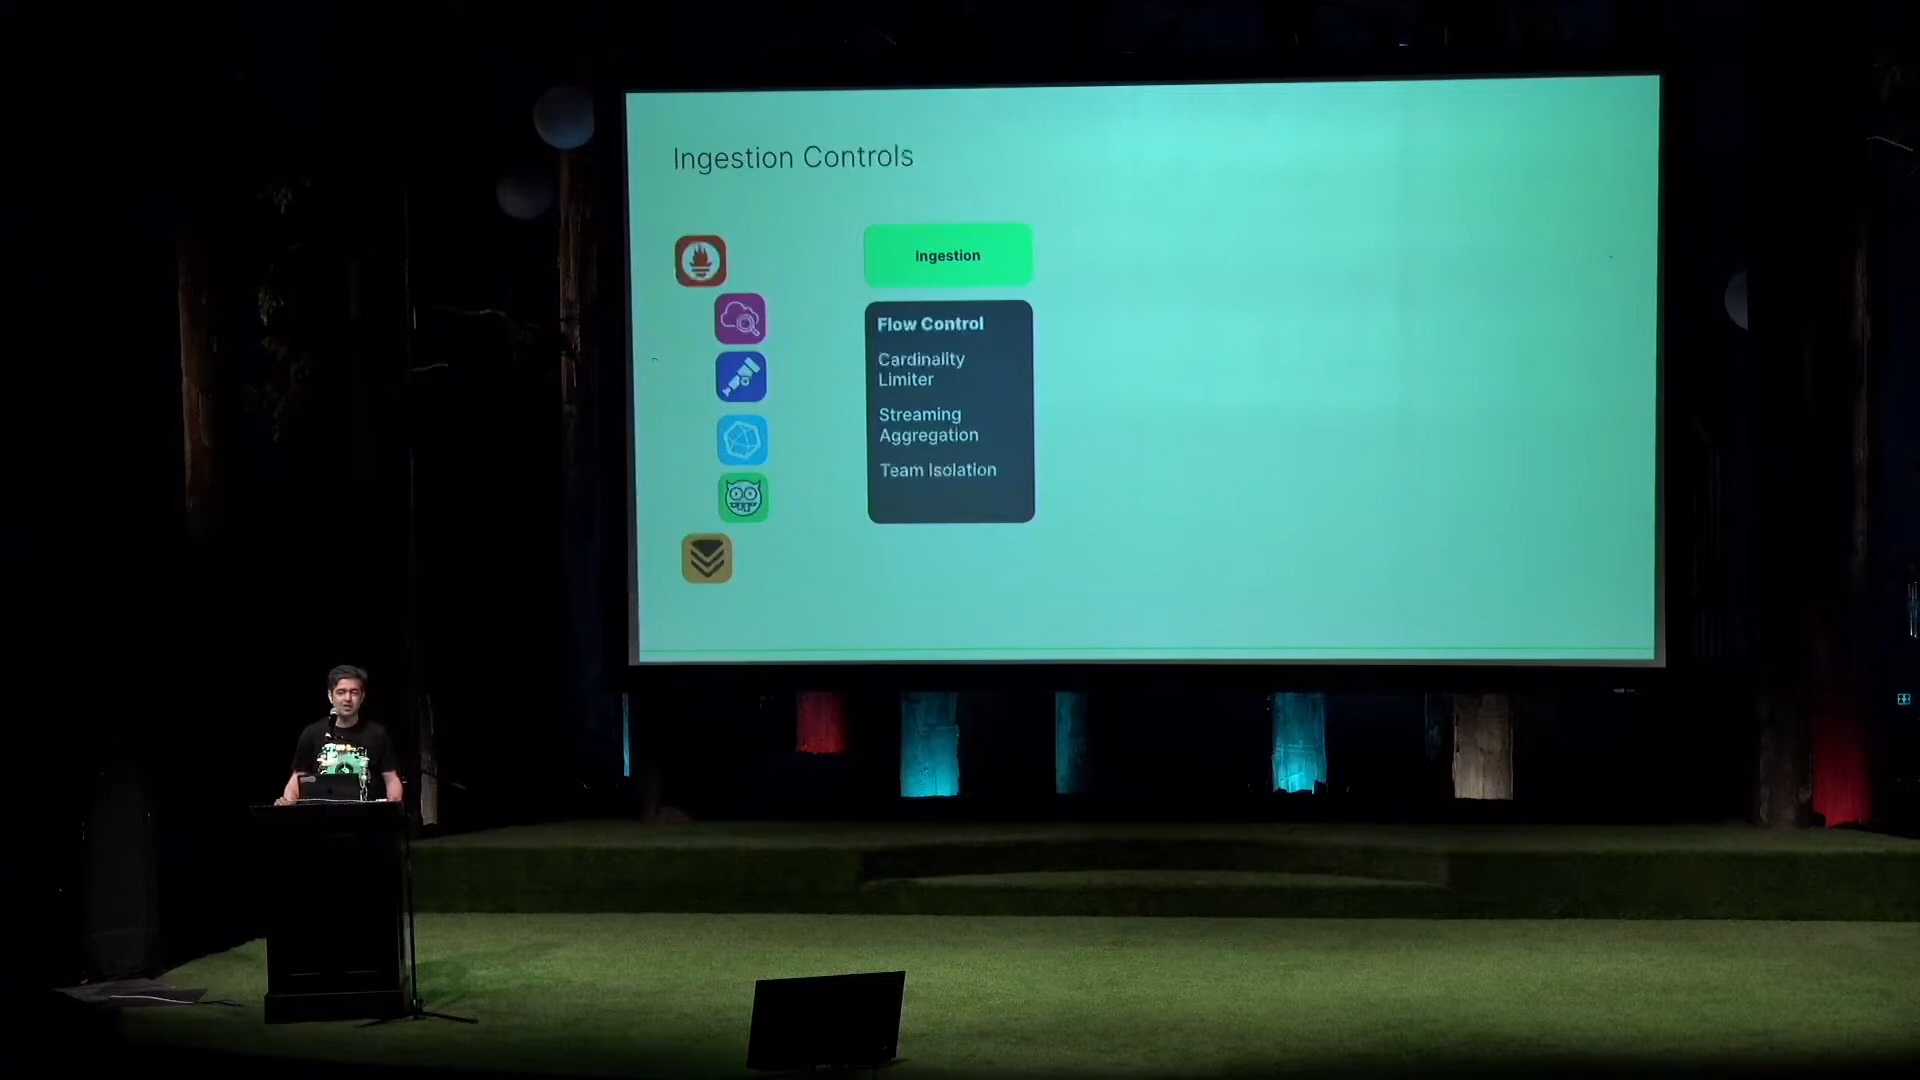 Ingestion Controls
Ingestion
Flow Control
Cardinality
Limiter
Streaming
Aggregation
Team Isolation